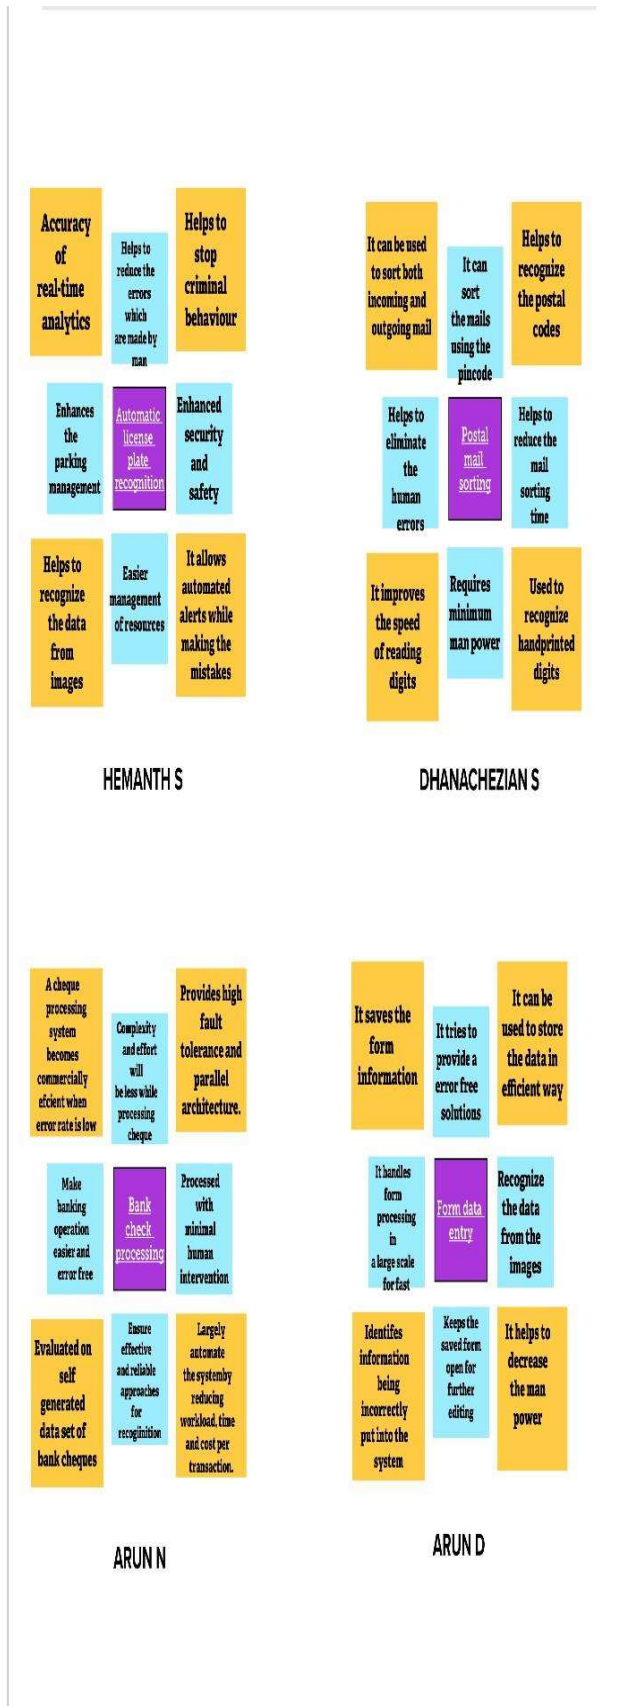 Accuracy
of
real-time
analytics
Helps to
reduce the
errors
which
are made by
man
Helps to
stop
criminal
behaviour
Enhances
the
parking
management
Automatic
license
plate
recognition
Enhanced
security
and
safety
Helps to
recognize
the data
from
images
Easier
management
of resources
It allows
automated
alerts while
making the
mistakes
HEMANTH S
It can be used
to sort both
incoming and
outgoing mail
It can
sort
the mails
using the
pincode
Helps to
recognize
the postal
codes
Helps to
eliminate
the
human
errors
Postal
mail
sorting
Helps to
reduce the
mail
sorting
time
It improves
the speed
of reading
digits
Requires
minimum
man power
Used to
recognize
handprinted
digits
DHANACHEZIAN S
A cheque
processing
system
becomes
commercially
efcient when
error rate is low
Complexity
and effort
will
be less while
processing
cheque
Provides high
fault
tolerance and
parallel
architecture.
Make
banking
operation
easier and
error free
Bank
check
processing
Processed
with
minimal
human
intervention
Evaluated on
self
generated
data set of
bank cheques
Ensure
effective
and reliable
approaches
for
recoginition
Largely
automate
the systemby
reducing
workload, time
and cost per
transaction.
ARUN N
It saves the
form
information
It tries to
provide a
error free
solutions
It can be
used to store
the data in
efficient way
It handles
form
processing
in
a large scale
for fast
Form data
entry
Recognize
the data
from the
images
Identifes
information
being
incorrectly
put into the
system
Keeps the
saved form
open for
further
editing
It helps to
decrease
the man
power
ARUN D